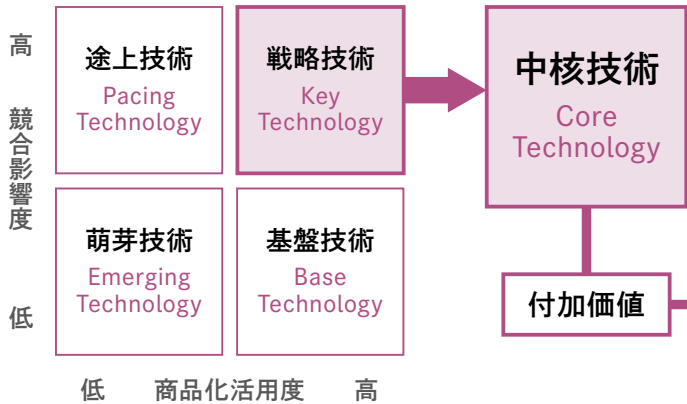 高
競合影響度
低
途上技術
Pacing
Technology
戦略技術
Key
Technology
中核技術
Core
Technology
萌芽技術
Emerging
Technology
基盤技術
Base
Technology
付加価値
低 商品化活用度 高